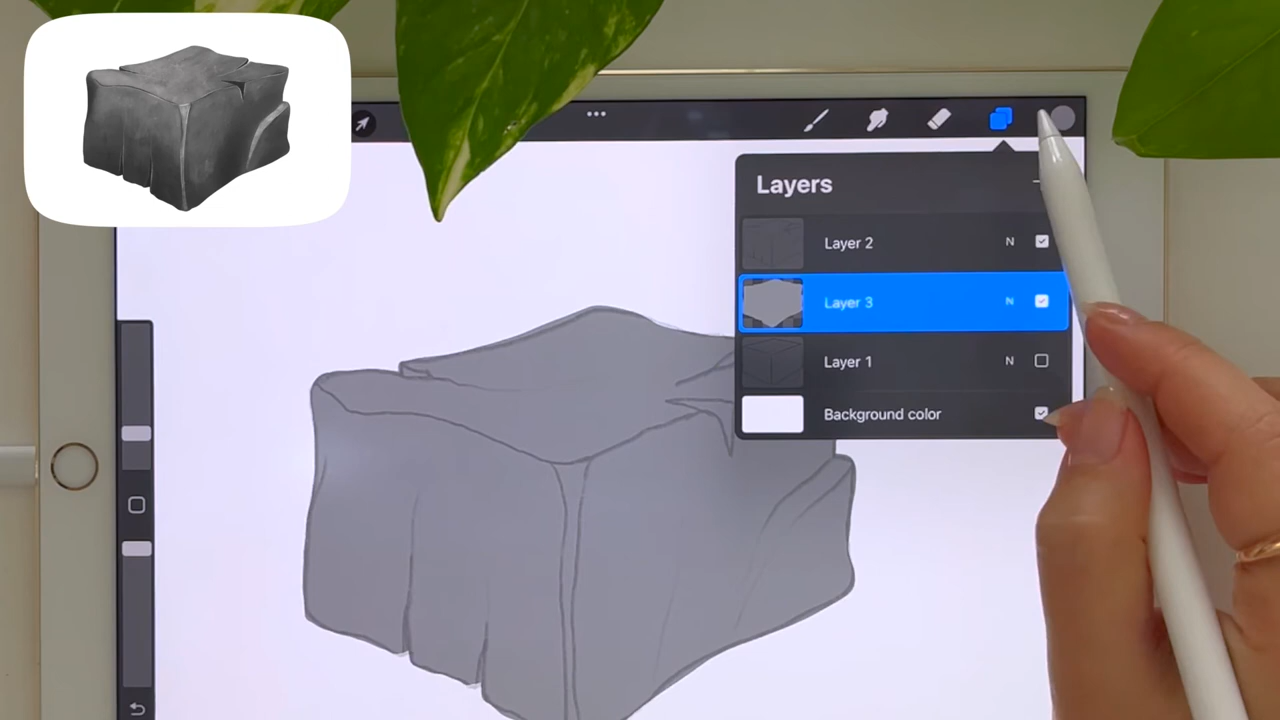 Layers
Layer 2 N
Layer 3 N
Layer 1 N
Background color